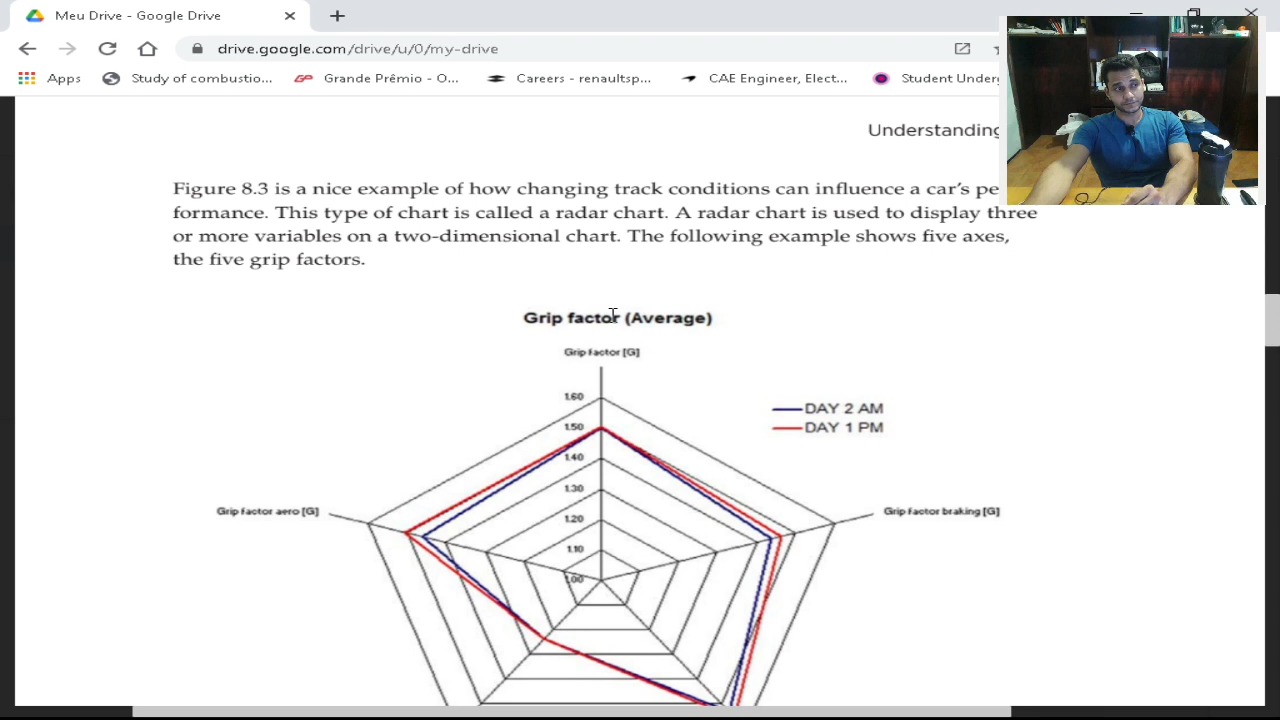 Meu Drive - Google Drive
drive.google.com/drive/u/0/my-drive
Apps Study of combustio... Grande Prêmio - O... Careers - renaultsp... CAE Engineer, Elect... Student Underg
Understanding
Figure 8.3 is a nice example of how changing track conditions can influence a car's pe
formance. This type of chart is called a radar chart. A radar chart is used to display three
or more variables on a two-dimensional chart. The following example shows five axes,
the five grip factors.
Grip factor (Average)
Grip factor [G]
1.60
DAY 2 AM
1.50
DAY 1 PM
1.40
1.30
Grip factor aero [G]
Grip factor braking [G]
1.20
1.10
1.00